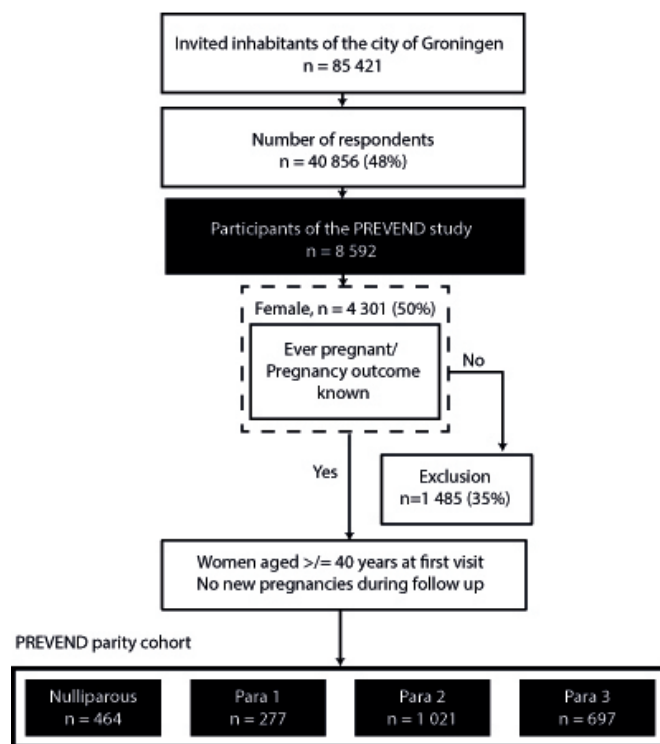 Invited inhabitants of the city of Groningen
n = 85 421
Number of respondents
n = 40 856 (48%)
Participants of the PREVEND study
n = 8 592
Female, n = 4 301 (50%)
Ever pregnant/
Pregnancy outcome
known
No
Yes
Exclusion
n=1 485 (35%)
Women aged >/= 40 years at first visit
No new pregnancies during follow up
PREVEND parity cohort
Nulliparous
n = 464
Para 1
n = 277
Para 2
n = 1 021
Para 3
n = 697